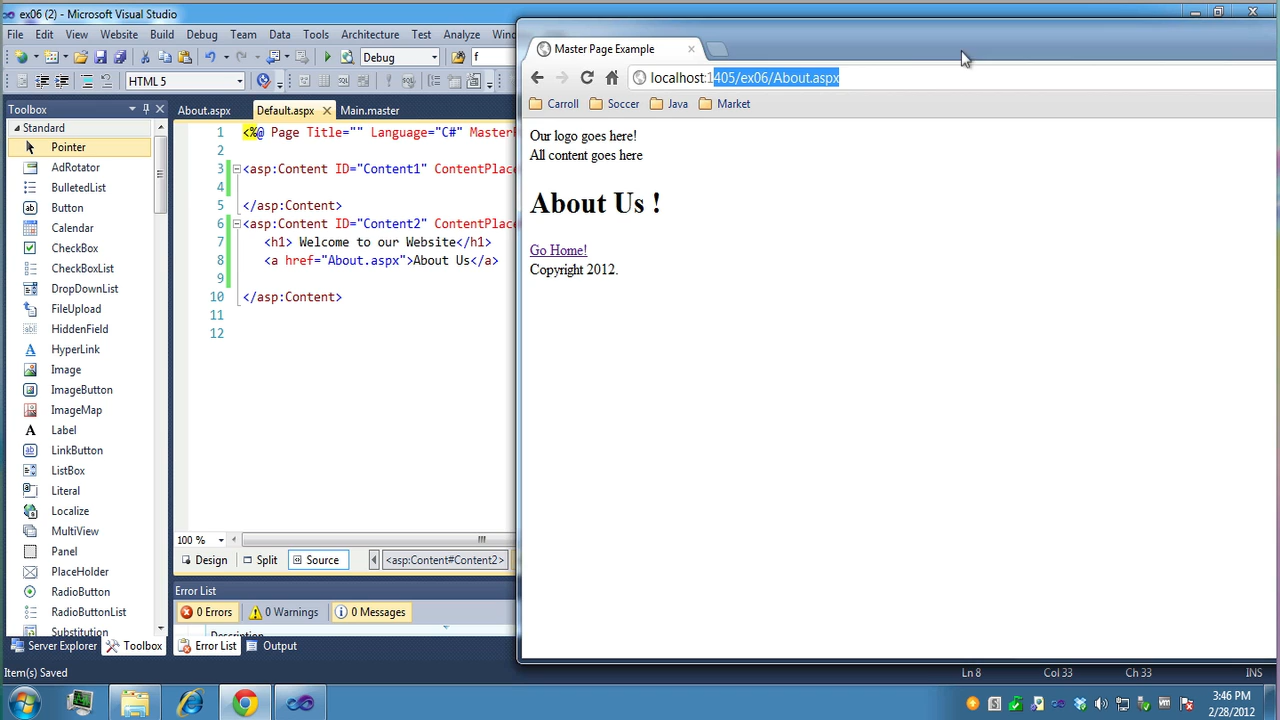 ex06 (2) - Microsoft Visual Studio
File Edit View Website Build Debug Team Data Tools Architecture Test Analyze
Debug
f
HTML 5
Toolbox
Standard
Pointer
AdRotator
BulletedList
Button
Calendar
CheckBox
CheckBoxList
DropDownList
FileUpload
HiddenField
HyperLink
Image
ImageButton
ImageMap
Label
LinkButton
ListBox
Literal
Localize
MultiView
Panel
PlaceHolder
RadioButton
RadioButtonList
Substitution
Server Explorer Toolbox
About.aspx Default.aspx Main.master
1 <%@ Page Title="" Language="C#"
2
3 <asp:Content ID="Content1"
4
5 </asp:Content>
6 <asp:Content ID="Content2"
7 <h1> Welcome to our Website</h1>
8 <a href="About.aspx">About Us</a>
9
10 </asp:Content>
11
12
100 %
Design Split Source <asp:Content#Content2>
Error List
0 Errors 0 Warnings 0 Messages
Description
Error List Output
Master Page Example
localhost:1405/ex06/About.aspx
Carroll Soccer Java Market
Our logo goes here!
All content goes here
About Us !
Go Home!
Copyright 2012.
Item(s) Saved Ln 8 Col 33 Ch 33 INS
3:46 PM
2/28/2012